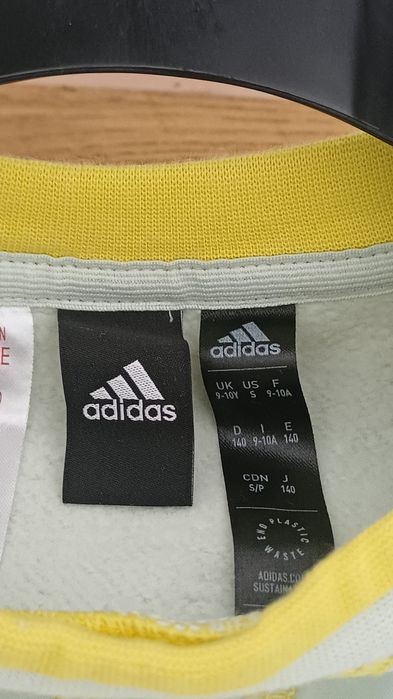 N
E
adidas
adidas
UK US F
9-10Y S 9-10A
D I E
140 9-10A 140
CDN J
S/P 140
END PLASTIC WASTE
ADIDAS.CO
SUSTAINA